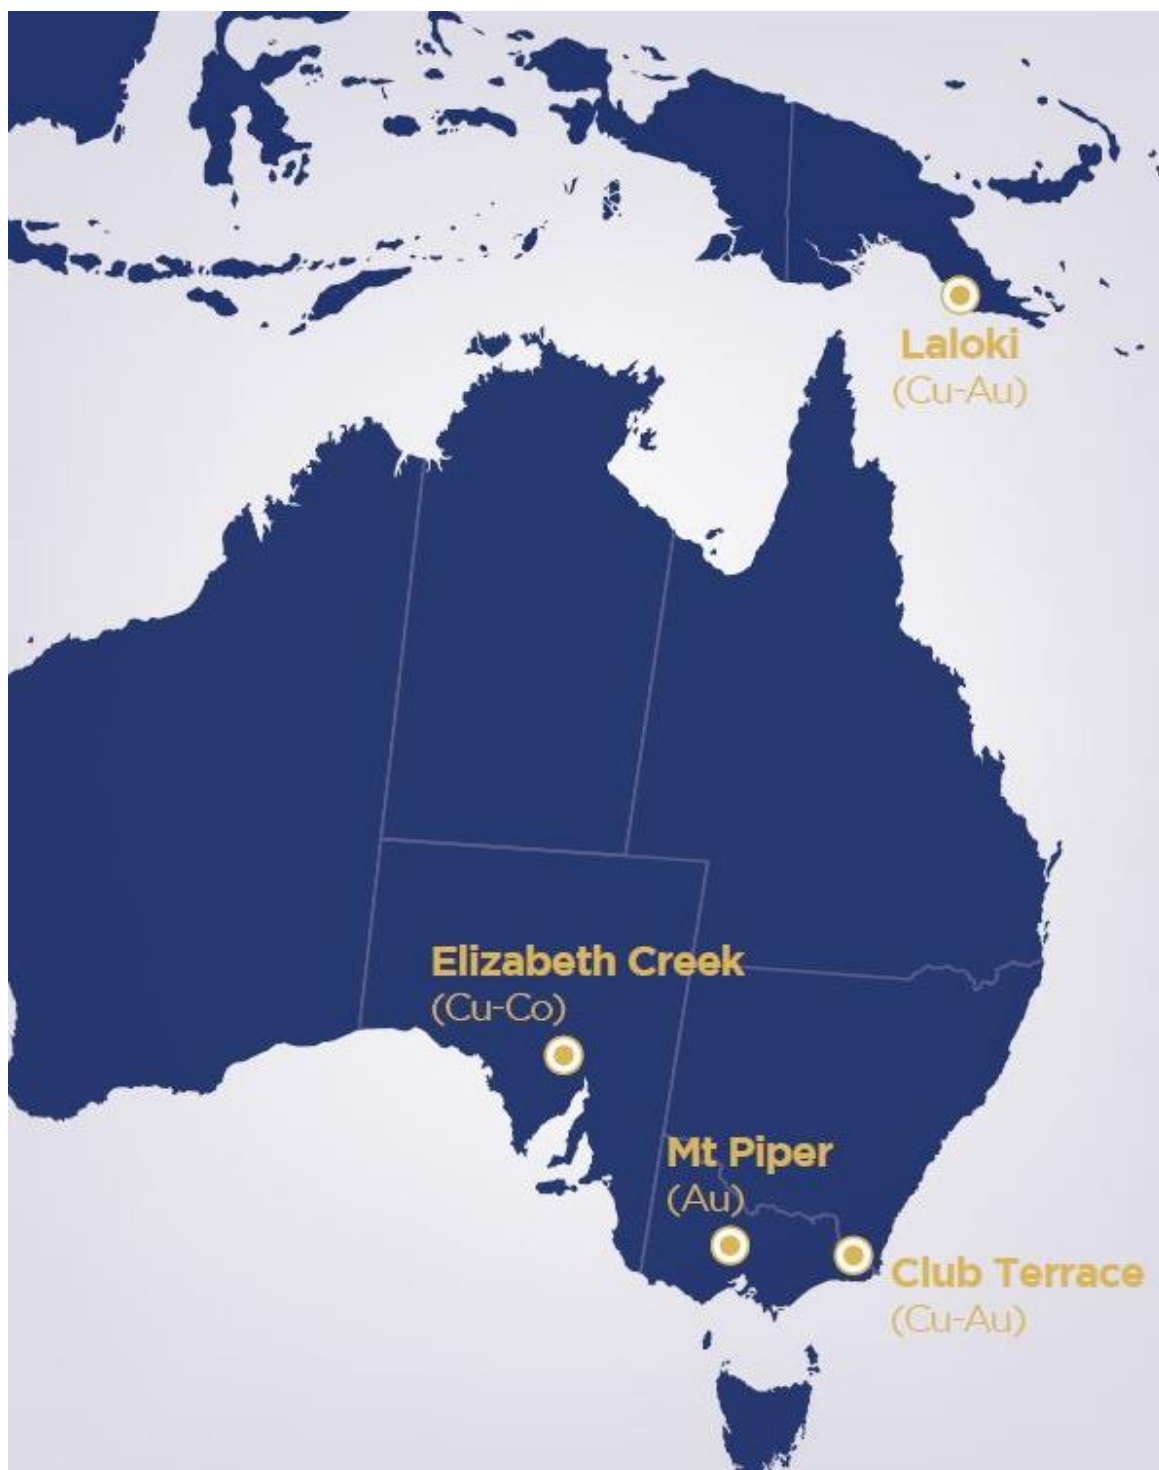 Laloki
(Cu-Au)
Elizabeth Creek
(Cu-Co)
Mt Piper
(Au)
Club Terrace
(Cu-Au)